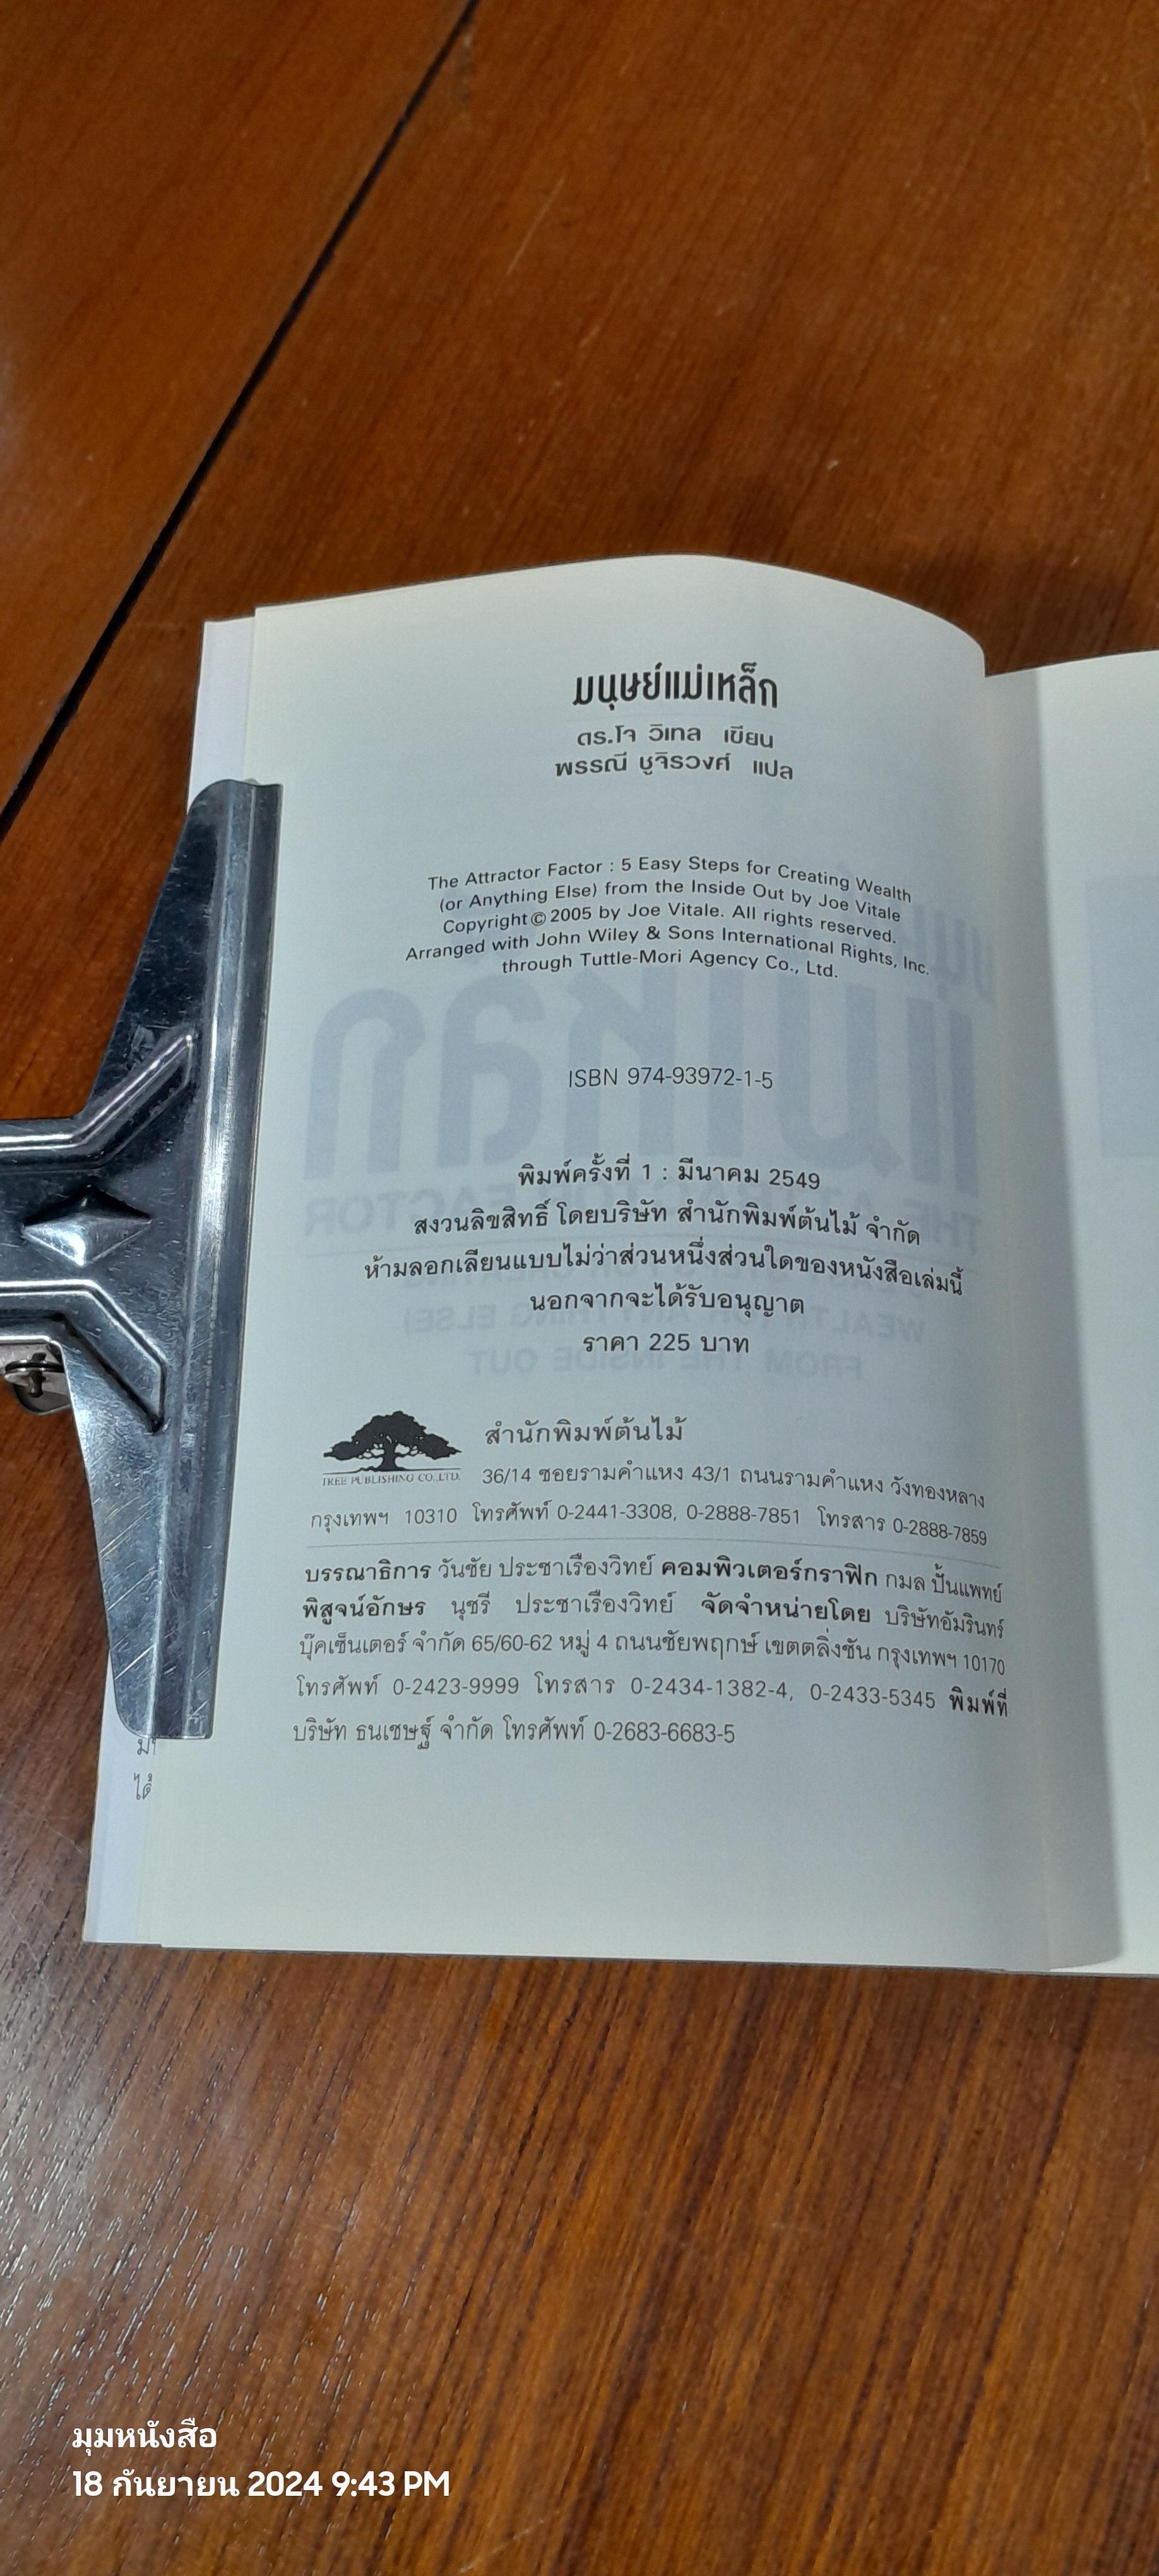 มนุษย์แม่เหล็ก
ดร.โจ วิเทล เขียน
พรรณี ชูจิรวงศ์ แปล
The Attractor Factor : 5 Easy Steps for Creating Wealth
(or Anything Else) from the Inside Out by Joe Vitale
Copyright © 2005 by Joe Vitale. All rights reserved.
Arranged with John Wiley & Sons International Rights, Inc.
through Tuttle-Mori Agency Co., Ltd.
ISBN 974-93972-1-5
พิมพ์ครั้งที่ 1 : มีนาคม 2549
สงวนลิขสิทธิ์ โดยบริษัท สำนักพิมพ์ต้นไม้ จำกัด
ห้ามลอกเลียนแบบไม่ว่าส่วนหนึ่งส่วนใดของหนังสือเล่มนี้
นอกจากจะได้รับอนุญาต
ราคา 225 บาท
สำนักพิมพ์ต้นไม้
TREE PUBLISHING CO.,LTD.
36/14 ซอยรามคำแหง 43/1 ถนนรามคำแหง วังทองหลาง
กรุงเทพฯ 10310 โทรศัพท์ 0-2441-3308, 0-2888-7851 โทรสาร 0-2888-7859
บรรณาธิการ วันชัย ประชาเรืองวิทย์ คอมพิวเตอร์กราฟิก กมล ปั้นแพทย์
พิสูจน์อักษร นุชรี ประชาเรืองวิทย์ จัดจำหน่ายโดย บริษัทอัมรินทร์
บุ๊คเซ็นเตอร์ จำกัด 65/60-62 หมู่ 4 ถนนชัยพฤกษ์ เขตตลิ่งชัน กรุงเทพฯ 10170
โทรศัพท์ 0-2423-9999 โทรสาร 0-2434-1382-4, 0-2433-5345 พิมพ์ที่
บริษัท ธนเชษฐ์ จำกัด โทรศัพท์ 0-2683-6683-5
ได้
มุมหนังสือ
18 กันยายน 2024 9:43 PM